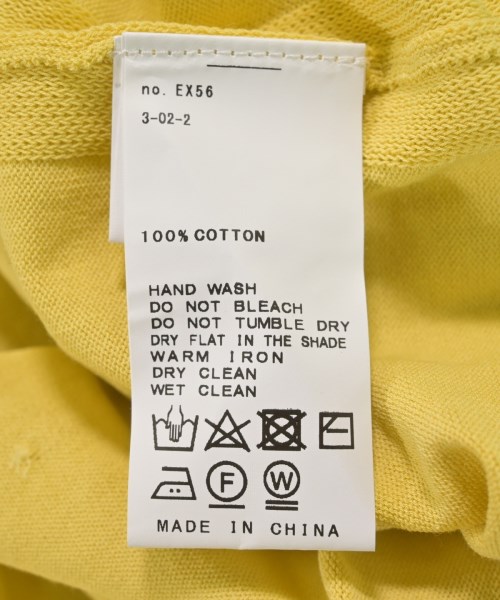 no. EX56
3-02-2
100% COTTON
HAND WASH
DO NOT BLEACH
DO NOT TUMBLE DRY
DRY FLAT IN THE SHADE
WARM IRON
DRY CLEAN
WET CLEAN
F W
MADE IN CHINA